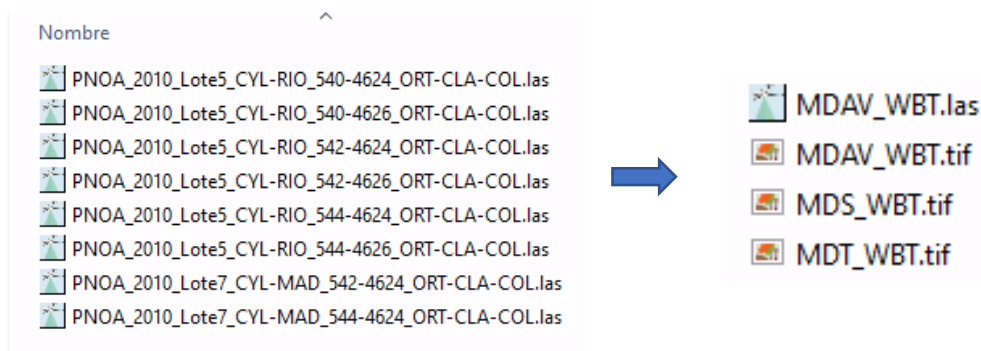 Nombre
PNOA_2010_Lote5_CYL-RIO_540-4624_ORT-CLA-COL.las
PNOA_2010_Lote5_CYL-RIO_540-4626_ORT-CLA-COL.las
PNOA_2010_Lote5_CYL-RIO_542-4624_ORT-CLA-COL.las
PNOA_2010_Lote5_CYL-RIO_542-4626_ORT-CLA-COL.las
PNOA_2010_Lote5_CYL-RIO_544-4624_ORT-CLA-COL.las
PNOA_2010_Lote5_CYL-RIO_544-4626_ORT-CLA-COL.las
PNOA_2010_Lote7_CYL-MAD_542-4624_ORT-CLA-COL.las
PNOA_2010_Lote7_CYL-MAD_544-4624_ORT-CLA-COL.las
MDAV_WBT.las
MDAV_WBT.tif
MDS_WBT.tif
MDT_WBT.tif